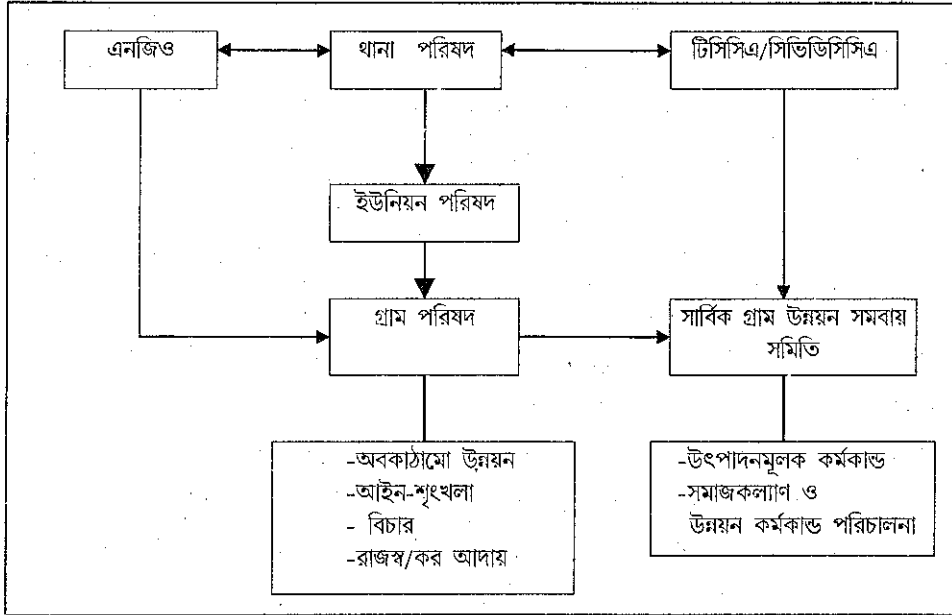 এনজিও
থানা পরিষদ
টিসিসিএ/সিভিডিসিসিএ
ইউনিয়ন পরিষদ
গ্রাম পরিষদ
সার্বিক গ্রাম উন্নয়ন সমবায়
সমিতি
-অবকাঠামো উন্নয়ন
-আইন-শৃংখলা
- বিচার
-রাজস্ব/কর আদায়
-উৎপাদনমূলক কর্মকান্ড
-সমাজকল্যাণ ও
উন্নয়ন কর্মকান্ড পরিচালনা